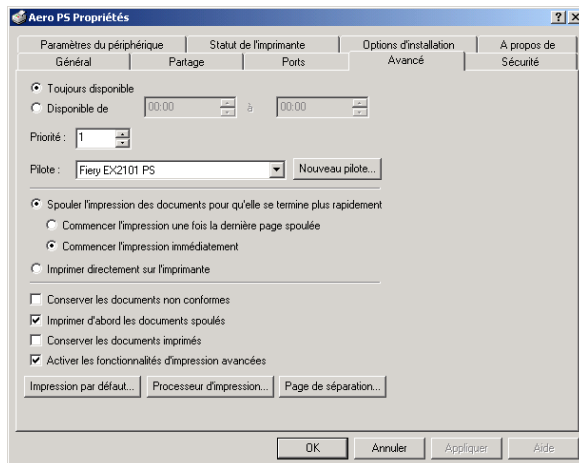 Aero PS Propriétés
Paramètres du périphérique Statut de l'imprimante Options d'installation A propos de
Général Partage Ports Avancé Sécurité
Toujours disponible
Disponible de 00:00 à 00:00
Priorité : 1
Pilote : Fiery EX2101 PS Nouveau pilote...
Spouler l'impression des documents pour qu'elle se termine plus rapidement
Commencer l'impression une fois la dernière page spoulée
Commencer l'impression immédiatement
Imprimer directement sur l'imprimante
Conserver les documents non conformes
Imprimer d'abord les documents spoulés
Conserver les documents imprimés
Activer les fonctionnalités d'impression avancées
Impression par défaut... Processeur d'impression... Page de séparation...
OK Annuler Appliquer Aide